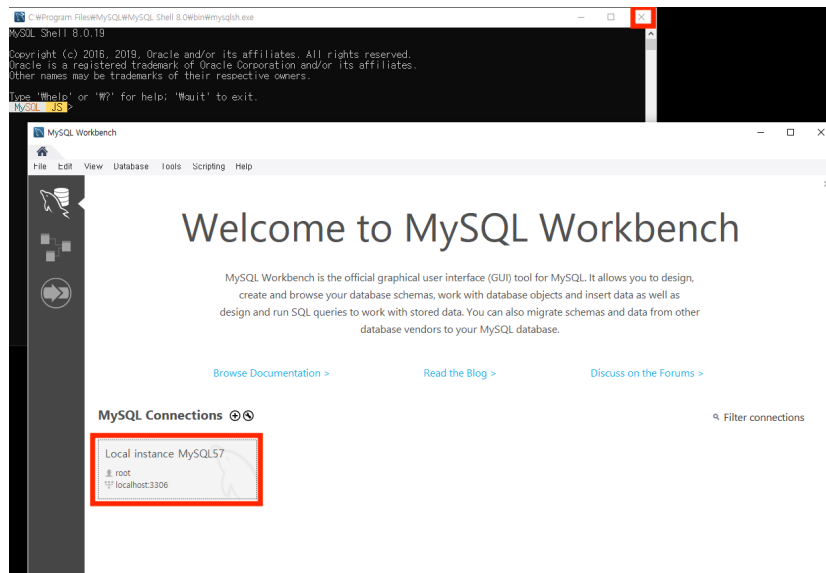 C:₩Program Files₩MySQL₩MySQL Shell 8.0₩bin₩mysqlsh.exe
MySQL Shell 8.0.19
Copyright (c) 2016, 2019, Oracle and/or its affiliates. All rights reserved.
Oracle is a registered trademark of Oracle Corporation and/or its affiliates.
Other names may be trademarks of their respective owners.
Type '₩help' or '₩?' for help; '₩quit' to exit.
MySQL JS >
MySQL Workbench
File Edit View Database Tools Scripting Help
Welcome to MySQL Workbench
MySQL Workbench is the official graphical user interface (GUI) tool for MySQL. It allows you to design,
create and browse your database schemas, work with database objects and insert data as well as
design and run SQL queries to work with stored data. You can also migrate schemas and data from other
database vendors to your MySQL database.
Browse Documentation > Read the Blog > Discuss on the Forums >
MySQL Connections Filter connections
Local instance MySQL57
root
localhost:3306